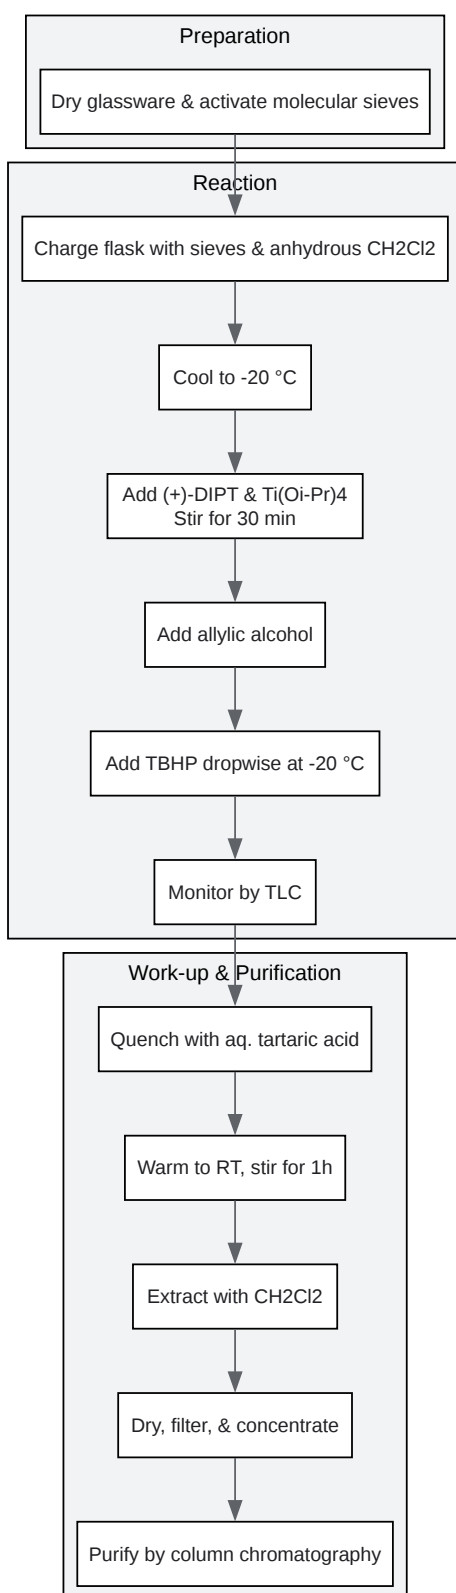 Preparation
Dry glassware & activate molecular sieves
Reaction
Charge flask with sieves & anhydrous CH2Cl2
Cool to -20 °C
Add (+)-DIPT & Ti(Oi-Pr)4
Stir for 30 min
Add allylic alcohol
Add TBHP dropwise at -20 °C
Monitor by TLC
Work-up & Purification
Quench with aq. tartaric acid
Warm to RT, stir for 1h
Extract with CH2Cl2
Dry, filter, & concentrate
Purify by column chromatography